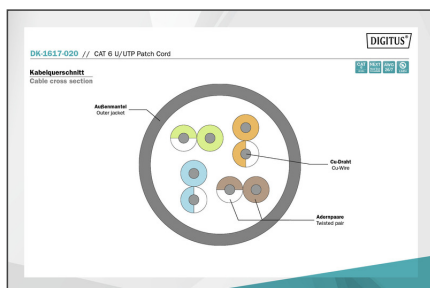 DIGITUS®
DK-1617-020 // CAT 6 U/UTP Patch Cord
Kabelquerschnitt
Cable cross section
Außenmantel
Outer jacket
Cu-Draht
Cu-Wire
Adernpaare
Twisted pair